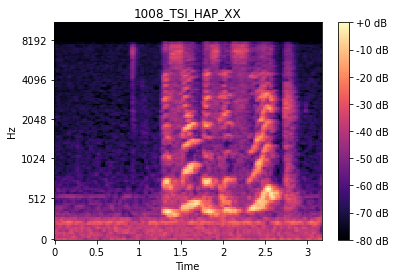 1008_TSI_HAP_XX
+0 dB
8192
-10 dB
4096
-20 dB
-30 dB
2048
-40 dB
Hz
1024
-50 dB
512
-60 dB
-70 dB
0
-80 dB
0 0.5 1 1.5 2 2.5 3
Time